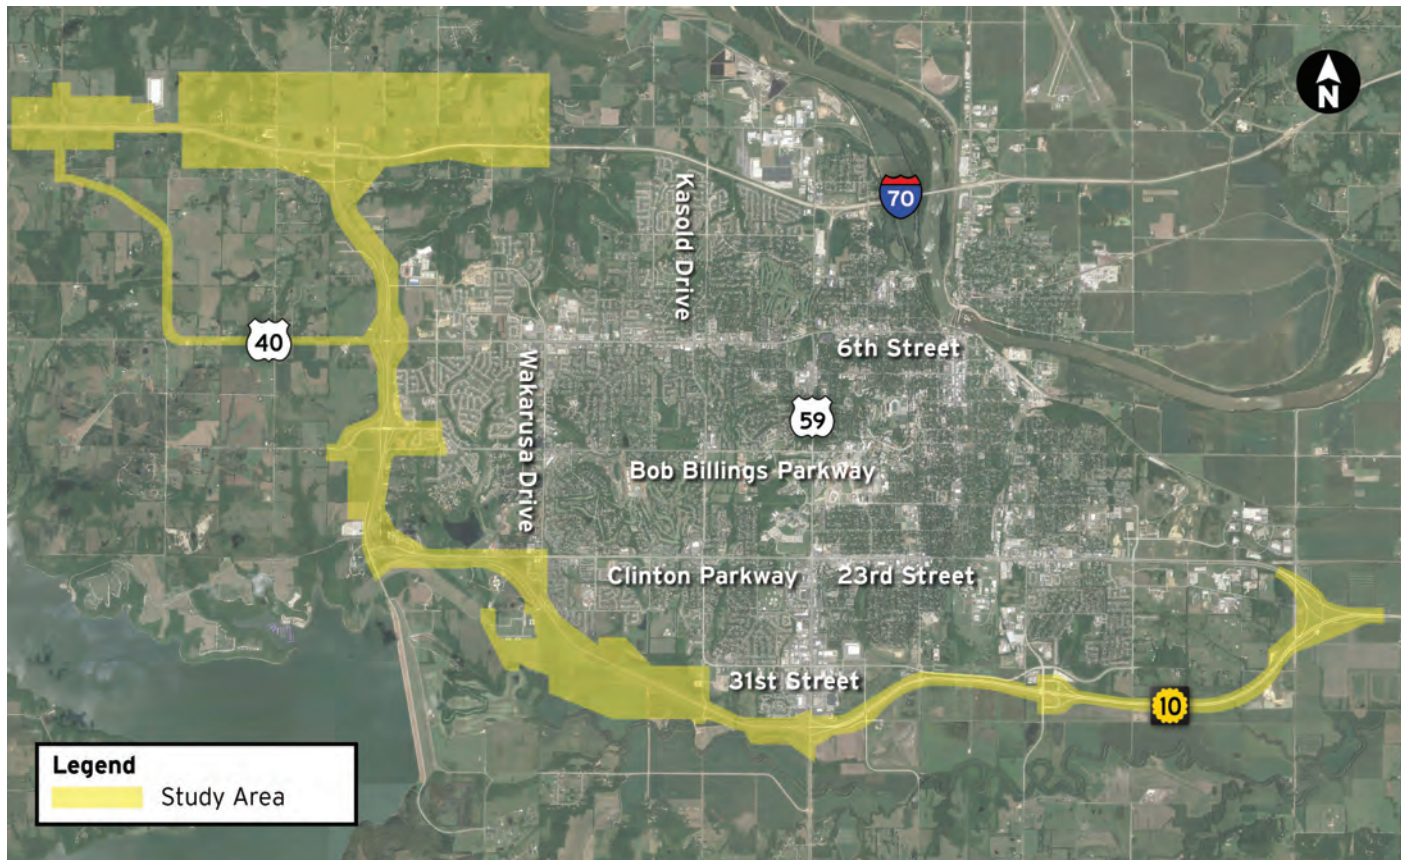 N
Kasold Drive
70
40
6th Street
Wakarusa Drive
59
Bob Billings Parkway
Clinton Parkway
23rd Street
31st Street
10
Legend
Study Area